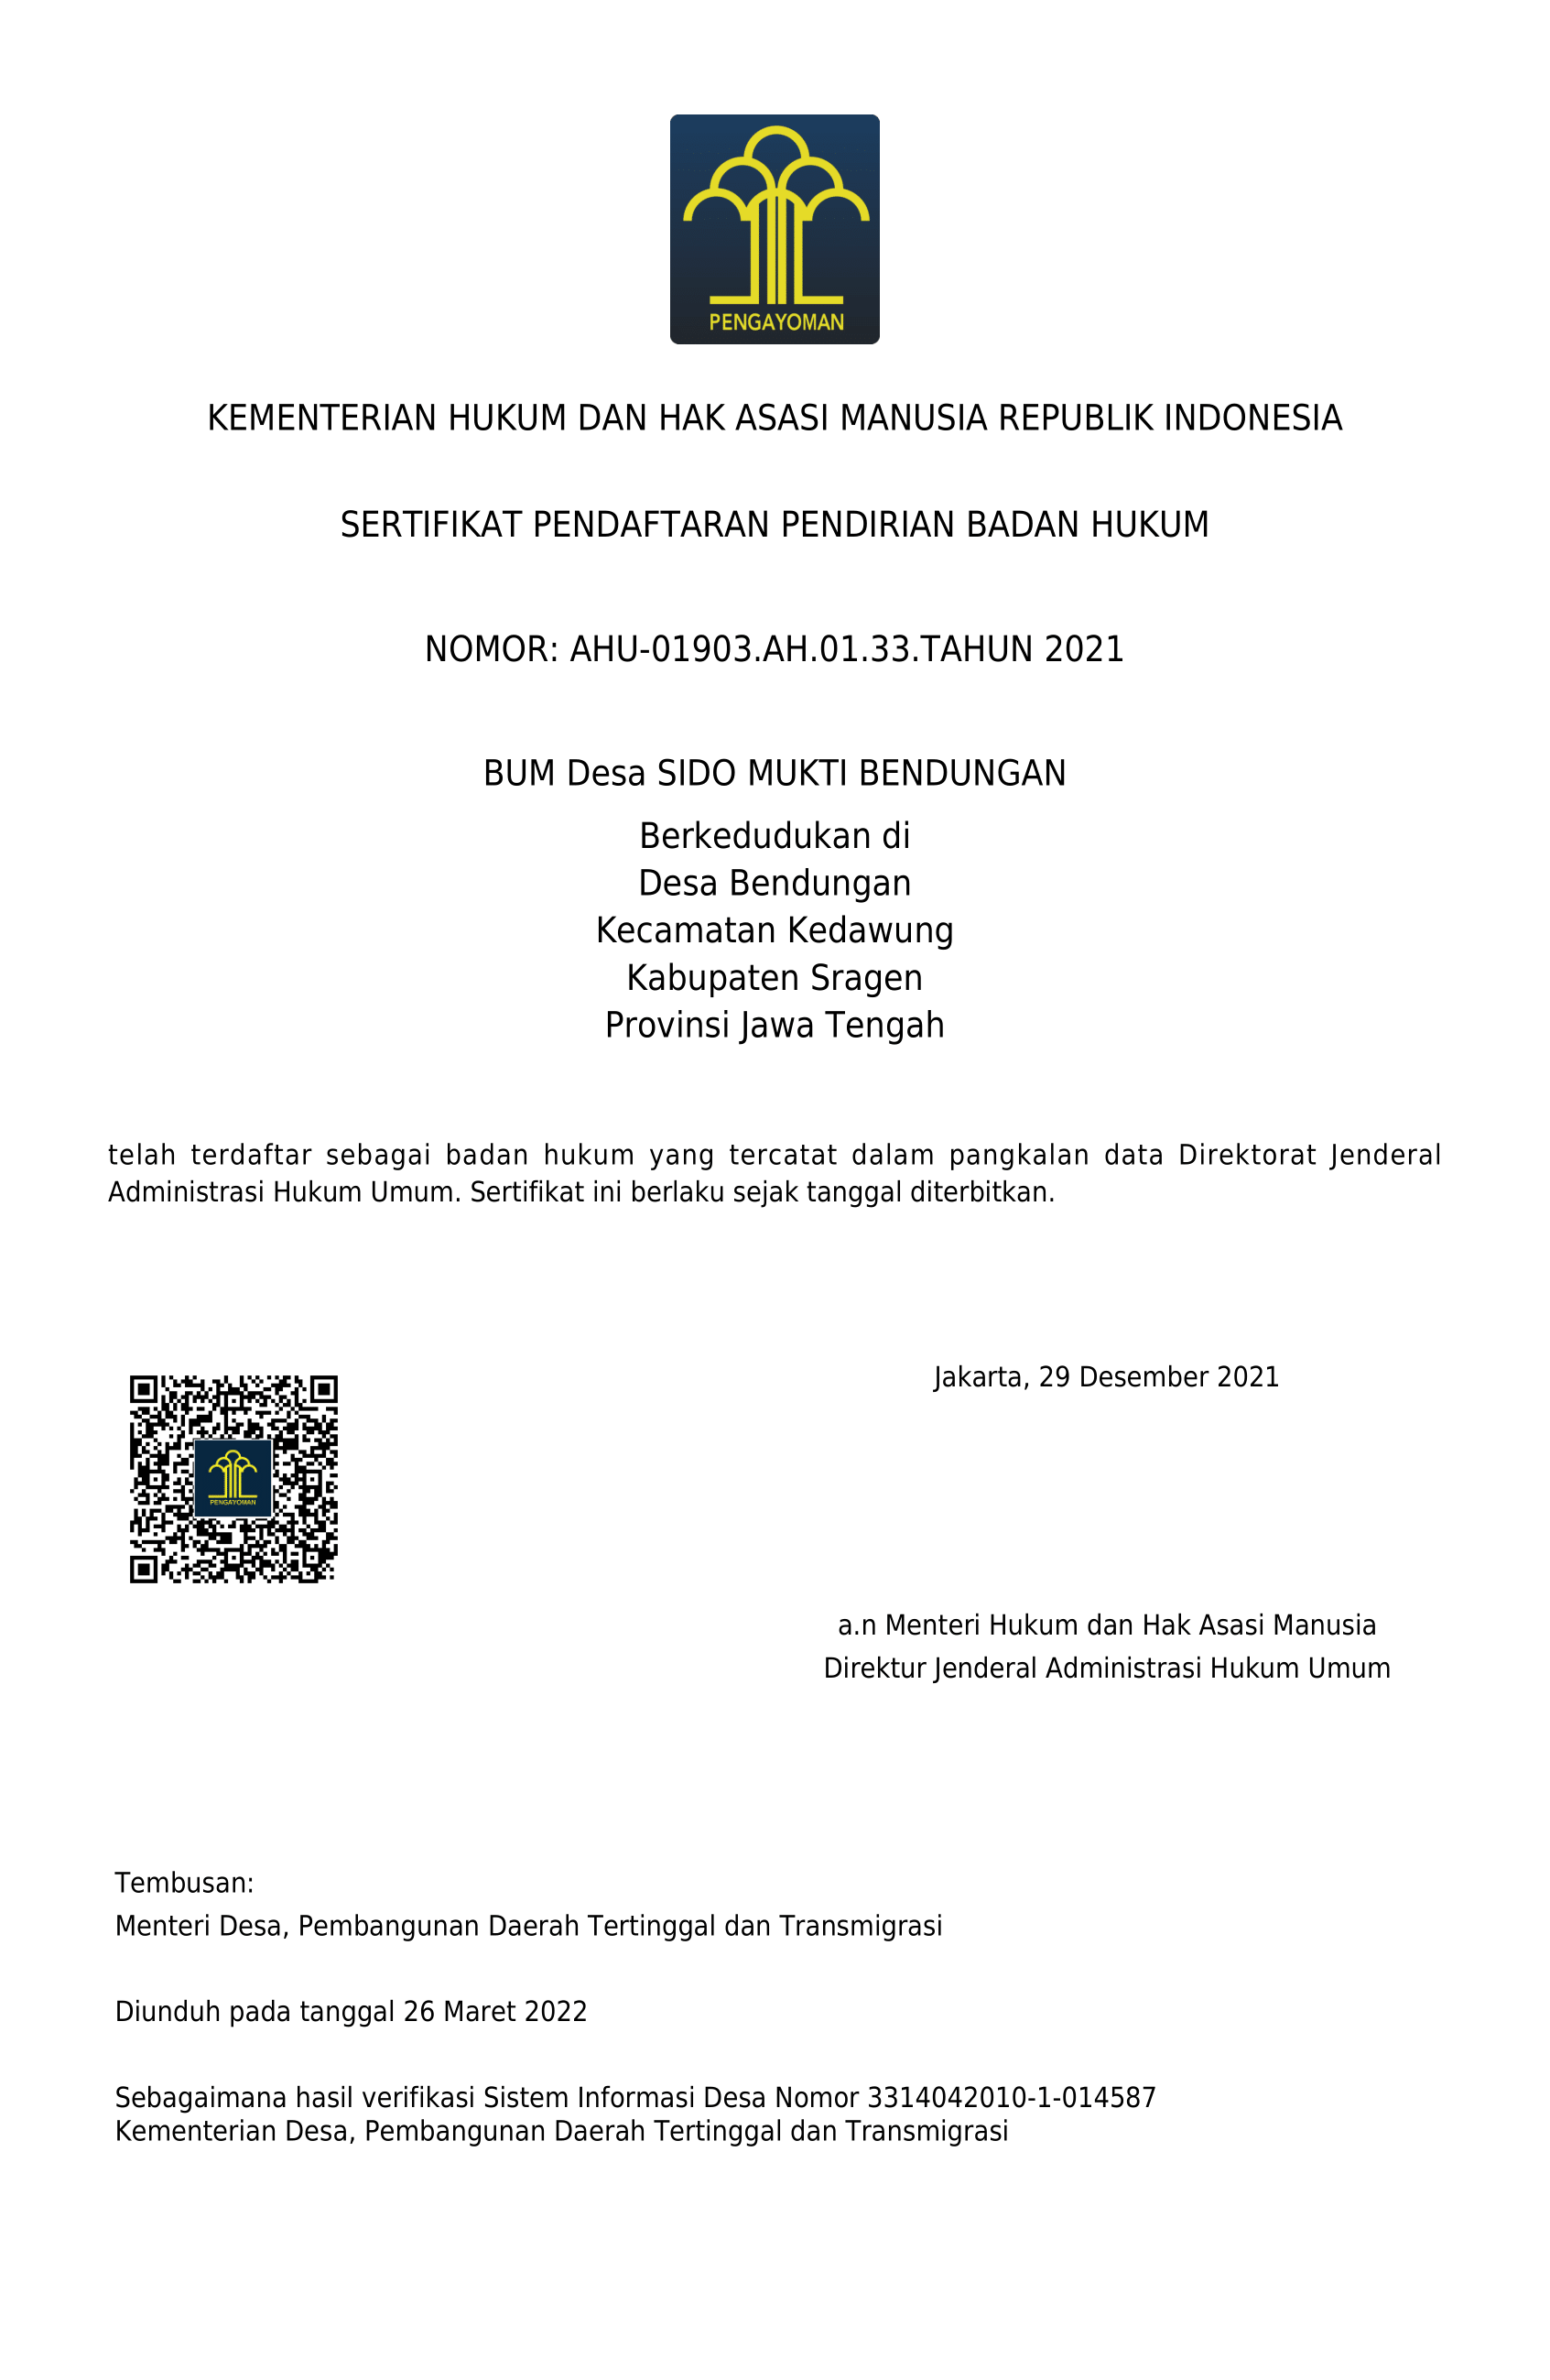 PENGAYOMAN
KEMENTERIAN HUKUM DAN HAK ASASI MANUSIA REPUBLIK INDONESIA
SERTIFIKAT PENDAFTARAN PENDIRIAN BADAN HUKUM
NOMOR: AHU-01903.AH.01.33.TAHUN 2021
BUM Desa SIDO MUKTI BENDUNGAN
Berkedudukan di
Desa Bendungan
Kecamatan Kedawung
Kabupaten Sragen
Provinsi Jawa Tengah
telah terdaftar sebagai badan hukum yang tercatat dalam pangkalan data Direktorat Jenderal
Administrasi Hukum Umum. Sertifikat ini berlaku sejak tanggal diterbitkan.
Jakarta, 29 Desember 2021
PENGAYOMAN
a.n Menteri Hukum dan Hak Asasi Manusia
Direktur Jenderal Administrasi Hukum Umum
Tembusan:
Menteri Desa, Pembangunan Daerah Tertinggal dan Transmigrasi
Diunduh pada tanggal 26 Maret 2022
Sebagaimana hasil verifikasi Sistem Informasi Desa Nomor 3314042010-1-014587
Kementerian Desa, Pembangunan Daerah Tertinggal dan Transmigrasi